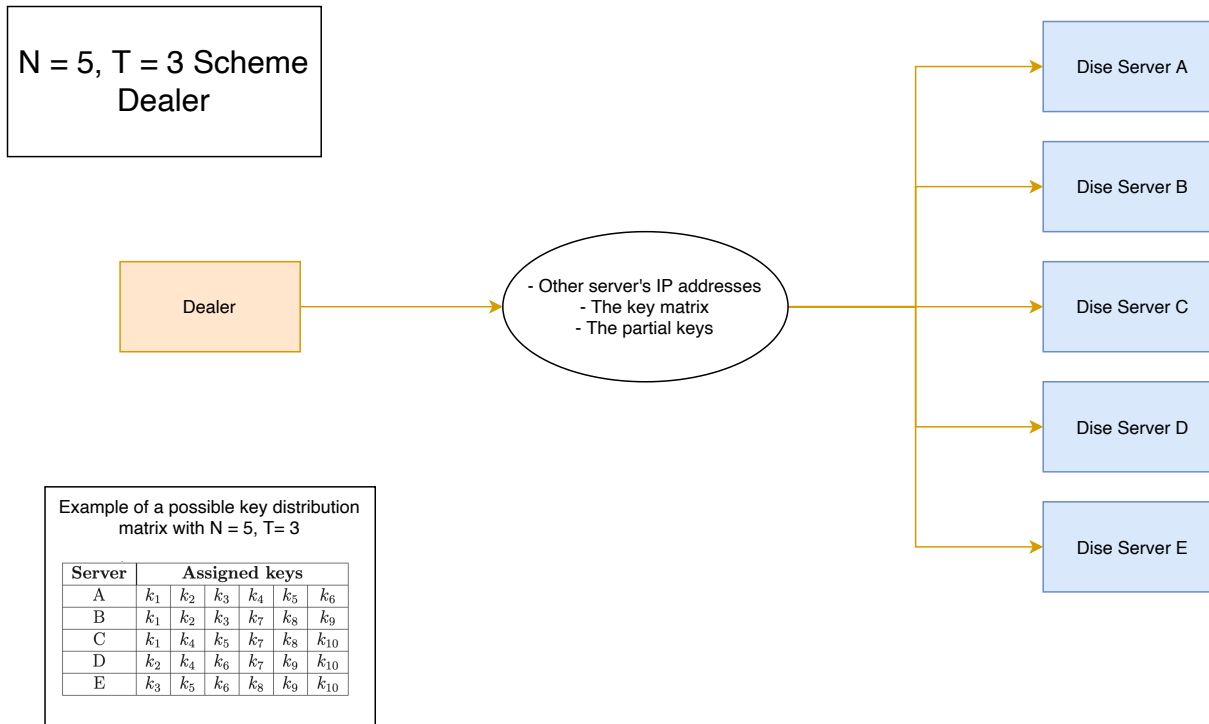 N = 5, T = 3 Scheme
Dealer
Dise Server A
Dise Server B
Dealer
- Other server's IP addresses
- The key matrix
- The partial keys
Dise Server C
Dise Server D
Dise Server E
Example of a possible key distribution
matrix with N = 5, T= 3
Server Assigned keys
A k₁ k₂ k₃ k₄ k₅ k₆
B k₁ k₂ k₃ k₇ k₈ k₉
C k₁ k₄ k₅ k₇ k₈ k₁₀
D k₂ k₄ k₆ k₇ k₉ k₁₀
E k₃ k₅ k₆ k₈ k₉ k₁₀